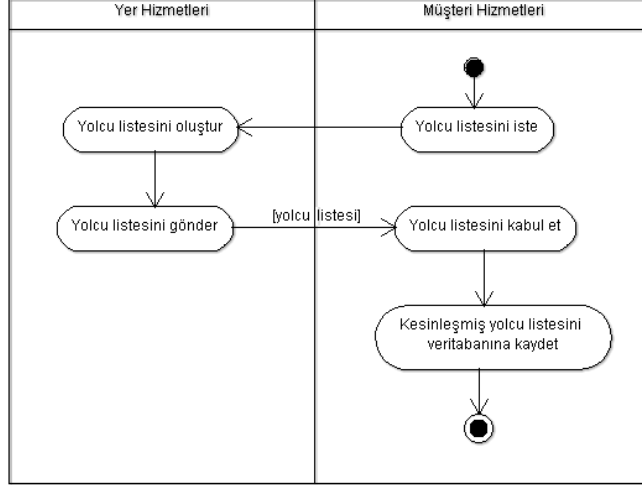 Yer Hizmetleri
Müşteri Hizmetleri
Yolcu listesini oluştur
Yolcu listesini iste
Yolcu listesini gönder
[yolcu listesi]
Yolcu listesini kabul et
Kesinleşmiş yolcu listesini
veritabanına kaydet